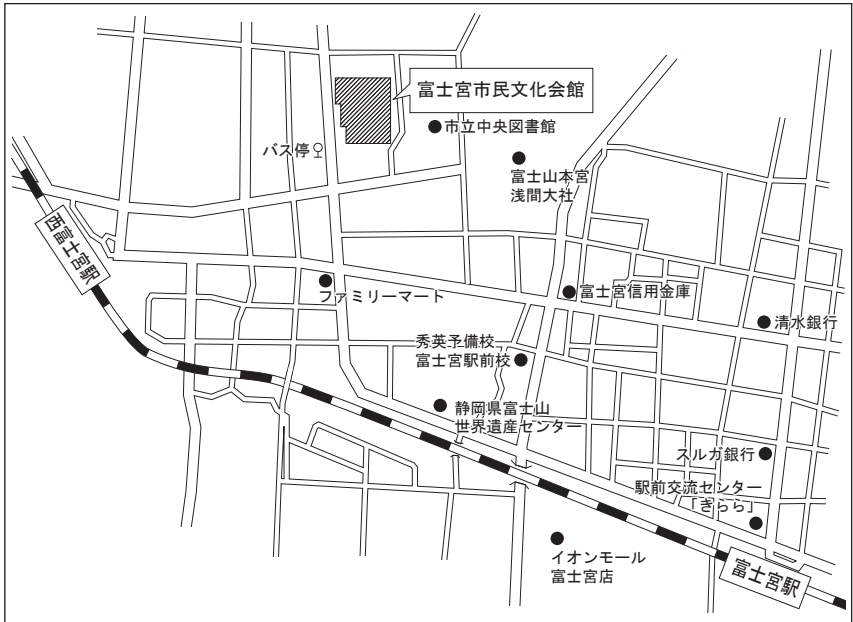 富士宮市民文化会館
市立中央図書館
バス停
富士山本宮
浅間大社
西富士宮駅
ファミリーマート
富士宮信用金庫
清水銀行
秀英予備校
富士宮駅前校
静岡県富士山
世界遺産センター
スルガ銀行
駅前交流センター
「きらら」
イオンモール
富士宮店
富士宮駅